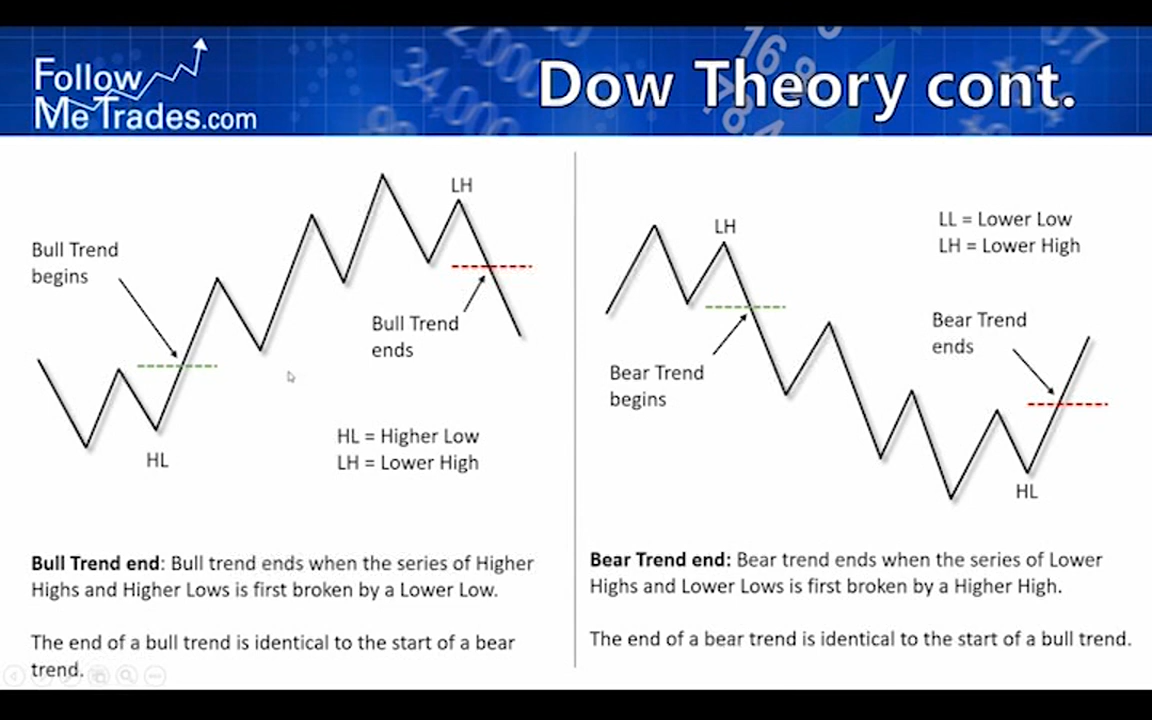 Follow
MeTrades.com
Dow Theory cont.
LH
Bull Trend
begins
Bull Trend
ends
HL = Higher Low
LH = Lower High
HL
Bull Trend end: Bull trend ends when the series of Higher
Highs and Higher Lows is first broken by a Lower Low.
The end of a bull trend is identical to the start of a bear
trend.
LH
LL = Lower Low
LH = Lower High
Bear Trend
ends
Bear Trend
begins
HL
Bear Trend end: Bear trend ends when the series of Lower
Highs and Lower Lows is first broken by a Higher High.
The end of a bear trend is identical to the start of a bull trend.